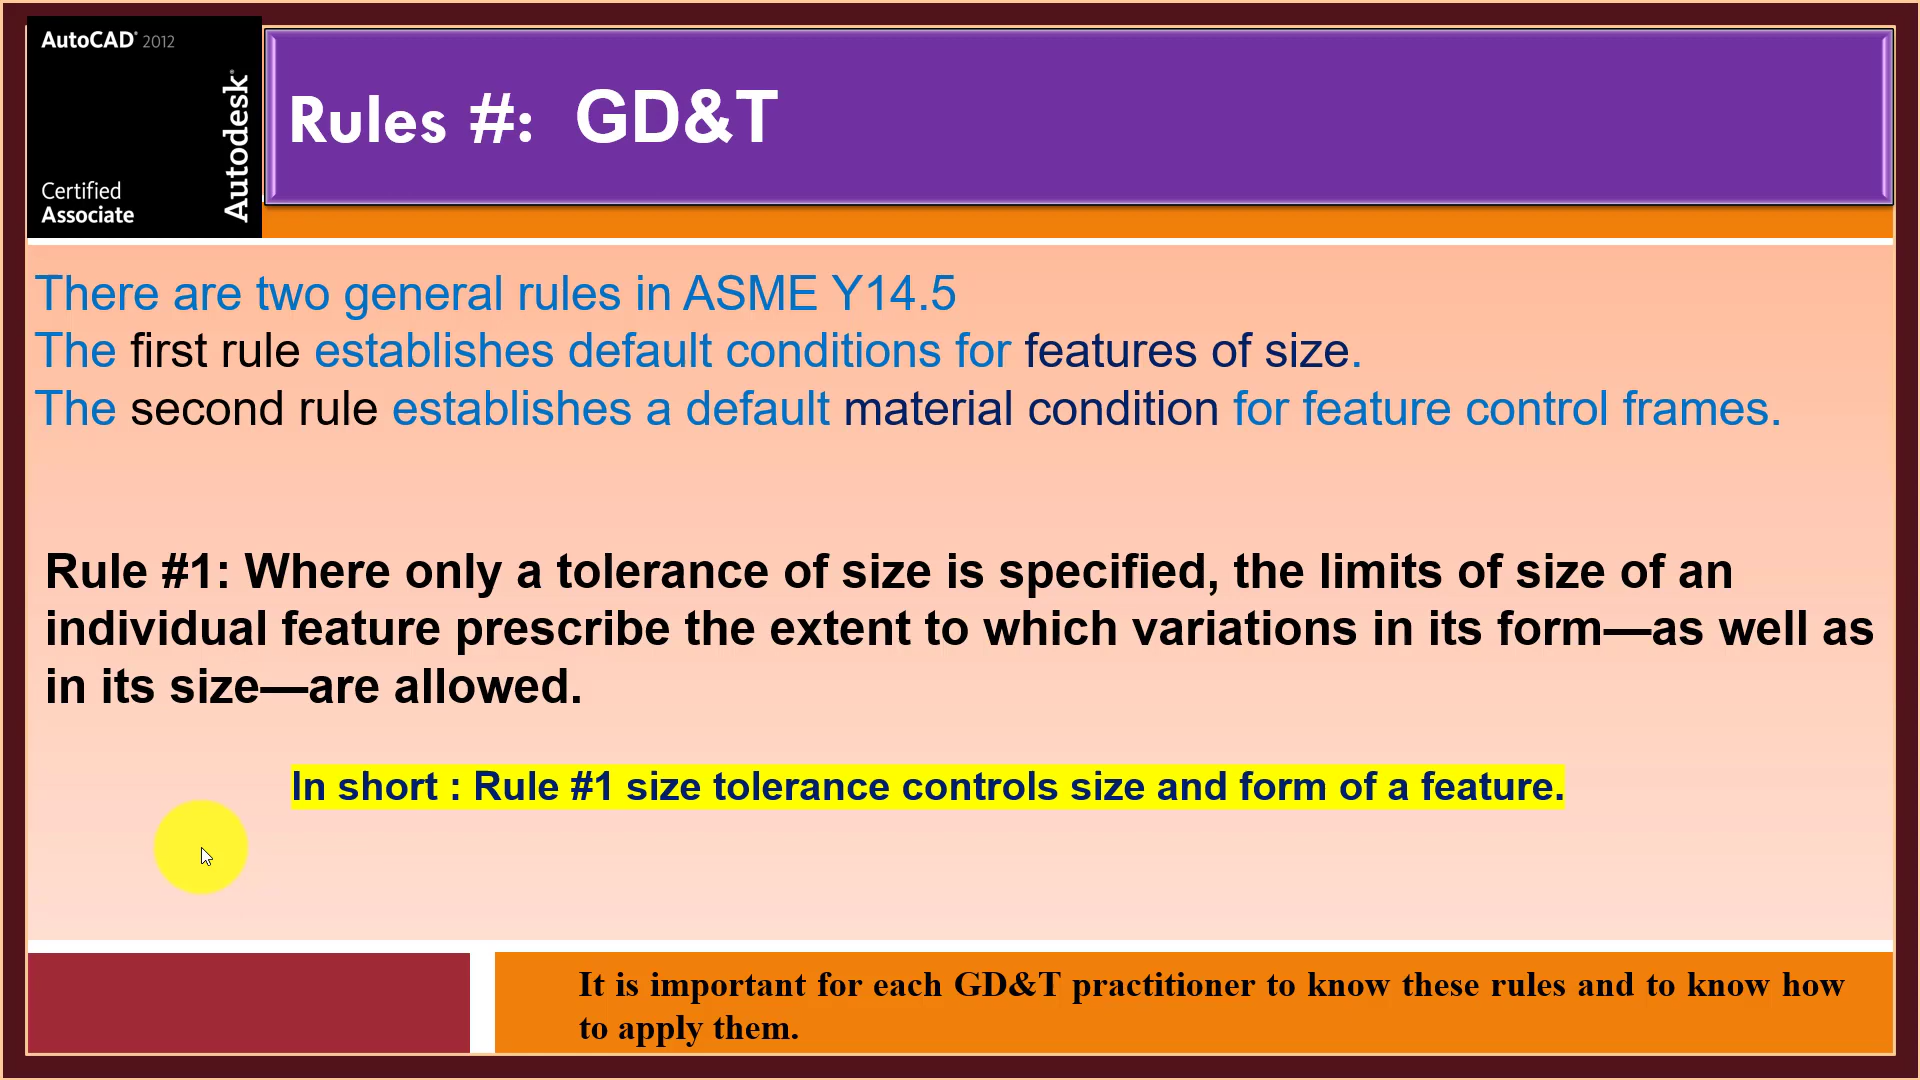 AutoCAD® 2012
Autodesk®
Certified
Associate
Rules #: GD&T
There are two general rules in ASME Y14.5
The first rule establishes default conditions for features of size.
The second rule establishes a default material condition for feature control frames.
Rule #1: Where only a tolerance of size is specified, the limits of size of an
individual feature prescribe the extent to which variations in its form—as well as
in its size—are allowed.
In short : Rule #1 size tolerance controls size and form of a feature.
It is important for each GD&T practitioner to know these rules and to know how
to apply them.